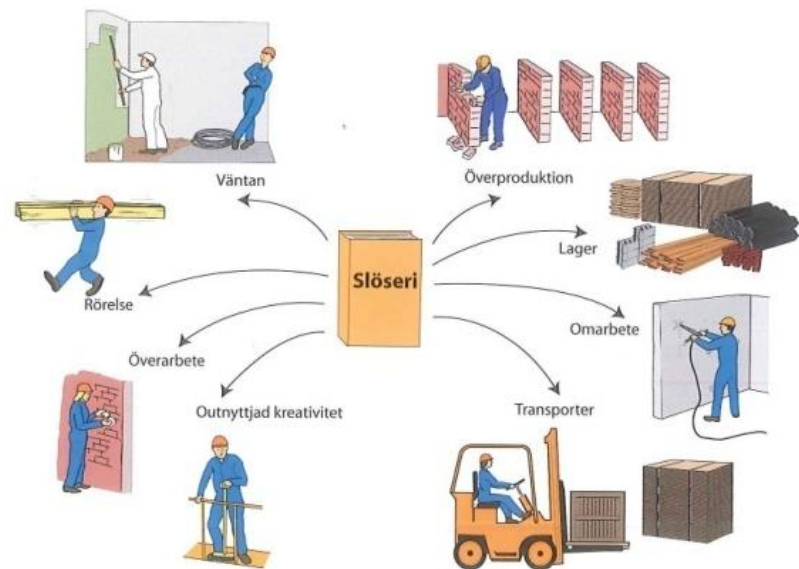 Väntan
Överproduktion
Lager
Slöseri
Rörelse
Omarbete
Överarbete
Outnyttjad kreativitet
Transporter